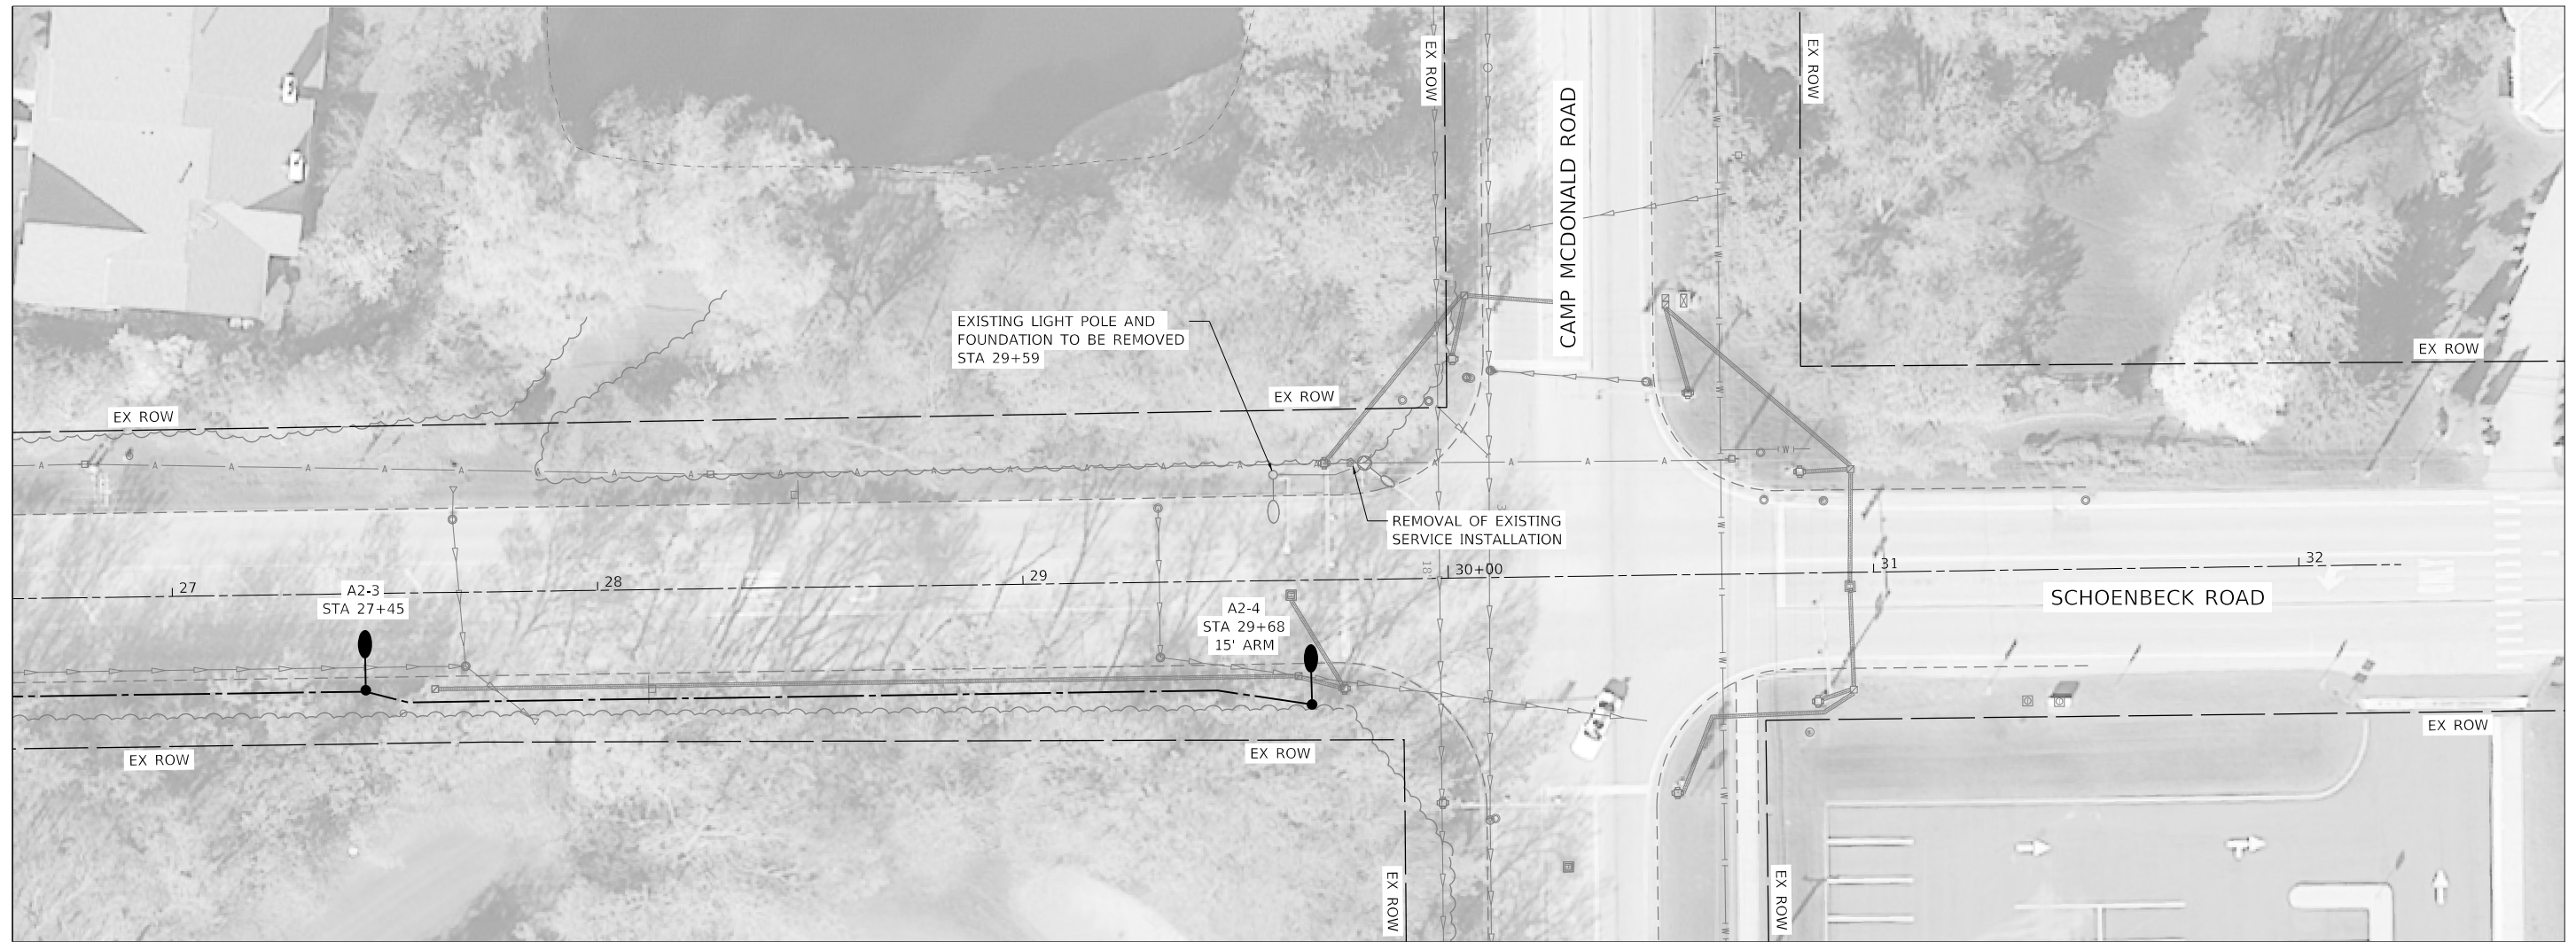 EX ROW
EX ROW
CAMP MCDONALD ROAD
EXISTING LIGHT POLE AND
FOUNDATION TO BE REMOVED
STA 29+59
EX ROW
EX ROW
EX ROW
REMOVAL OF EXISTING
SERVICE INSTALLATION
27
28
29
30+00
31
32
A2-3
STA 27+45
A2-4
STA 29+68
15' ARM
SCHOENBECK ROAD
EX ROW
EX ROW
EX ROW
EX ROW
EX ROW